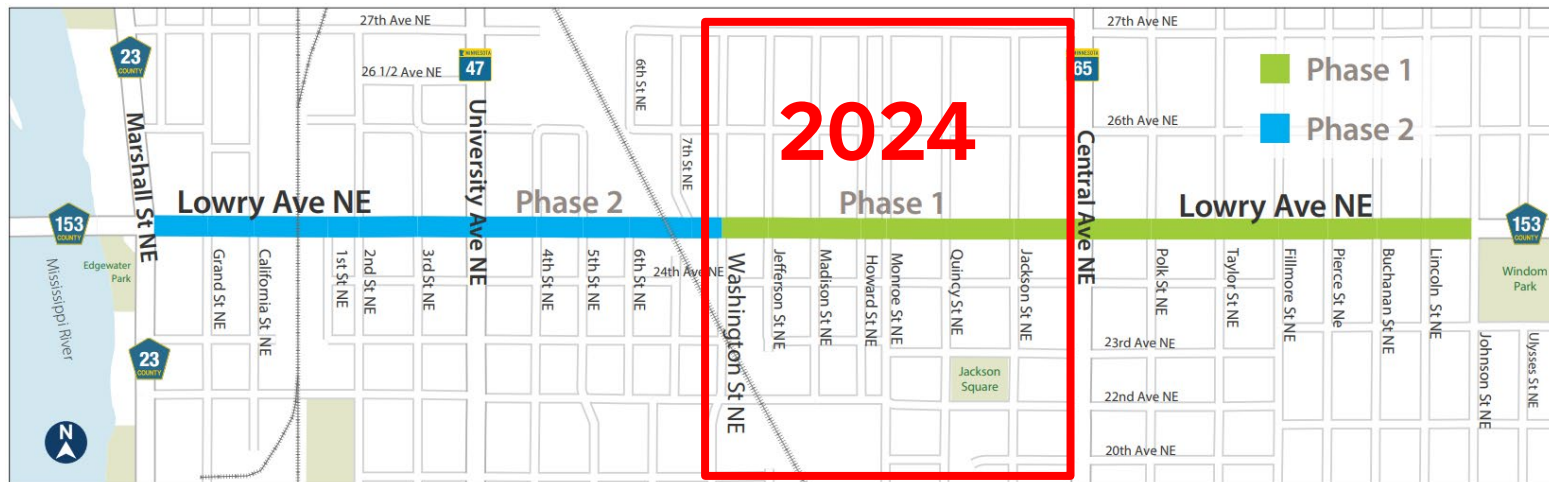 27th Ave NE
27th Ave NE
23
COUNTY
26 1/2 Ave NE
MINNESOTA
47
6th St NE
65
Phase 1
2024
Marshall St NE
University Ave NE
7th St NE
Central Ave NE
26th Ave NE
Phase 2
Lowry Ave NE
Phase 2
Phase 1
Lowry Ave NE
153
COUNTY
153
COUNTY
Mississippi River
Edgewater
Park
Grand St NE
California St NE
1st St NE
2nd St NE
3rd St NE
4th St NE
5th St NE
6th St NE
24th Ave NE
Washington St NE
Jefferson St NE
Madison St NE
Howard St NE
Monroe St NE
Quincy St NE
Jackson St NE
Polk St NE
Taylor St NE
Fillmore St NE
Pierce St Ne
Buchanan St NE
Lincoln St NE
Windom
Park
23
COUNTY
23rd Ave NE
Johnson St NE
Ulysses St NE
Jackson
Square
22nd Ave NE
N
20th Ave NE